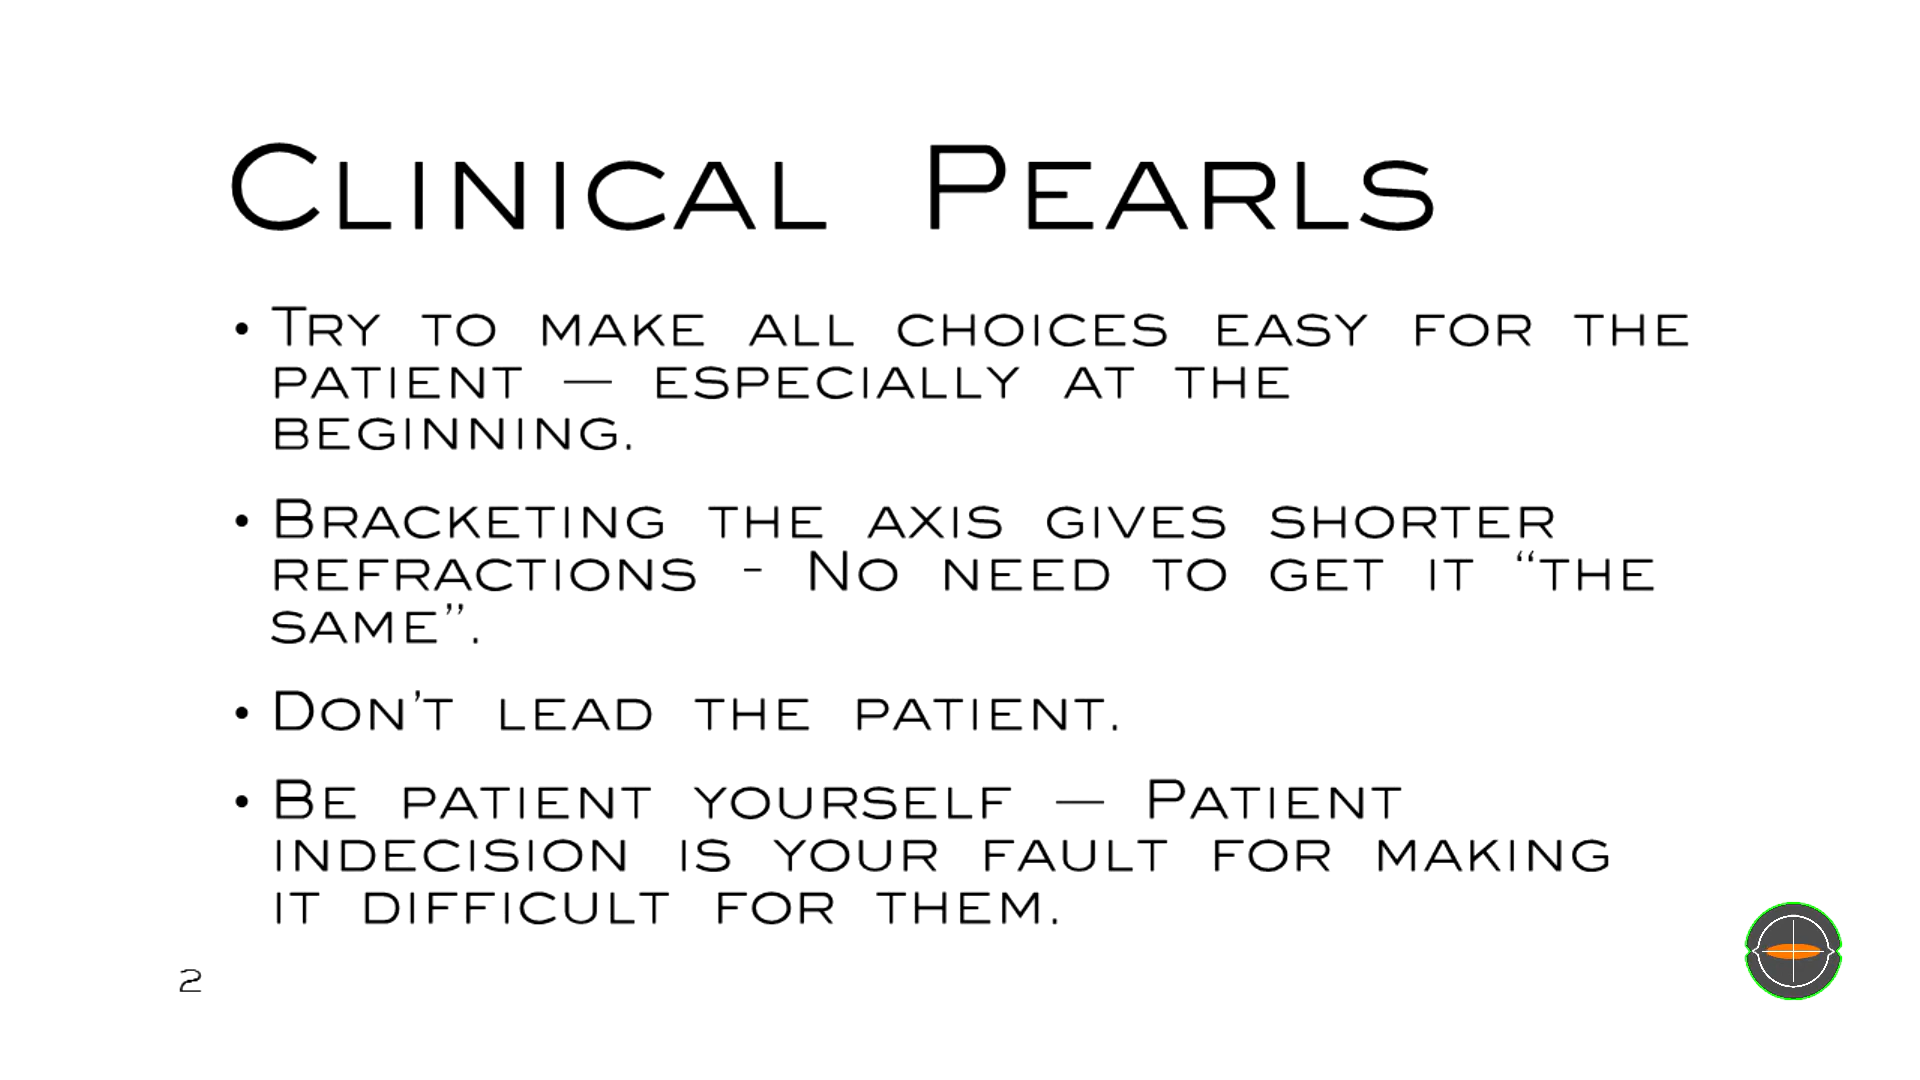 Clinical Pearls
• Try to make all choices easy for the
patient — especially at the
beginning.
• Bracketing the axis gives shorter
refractions - No need to get it “the
same”.
• Don’t lead the patient.
• Be patient yourself — Patient
indecision is your fault for making
it difficult for them.
2